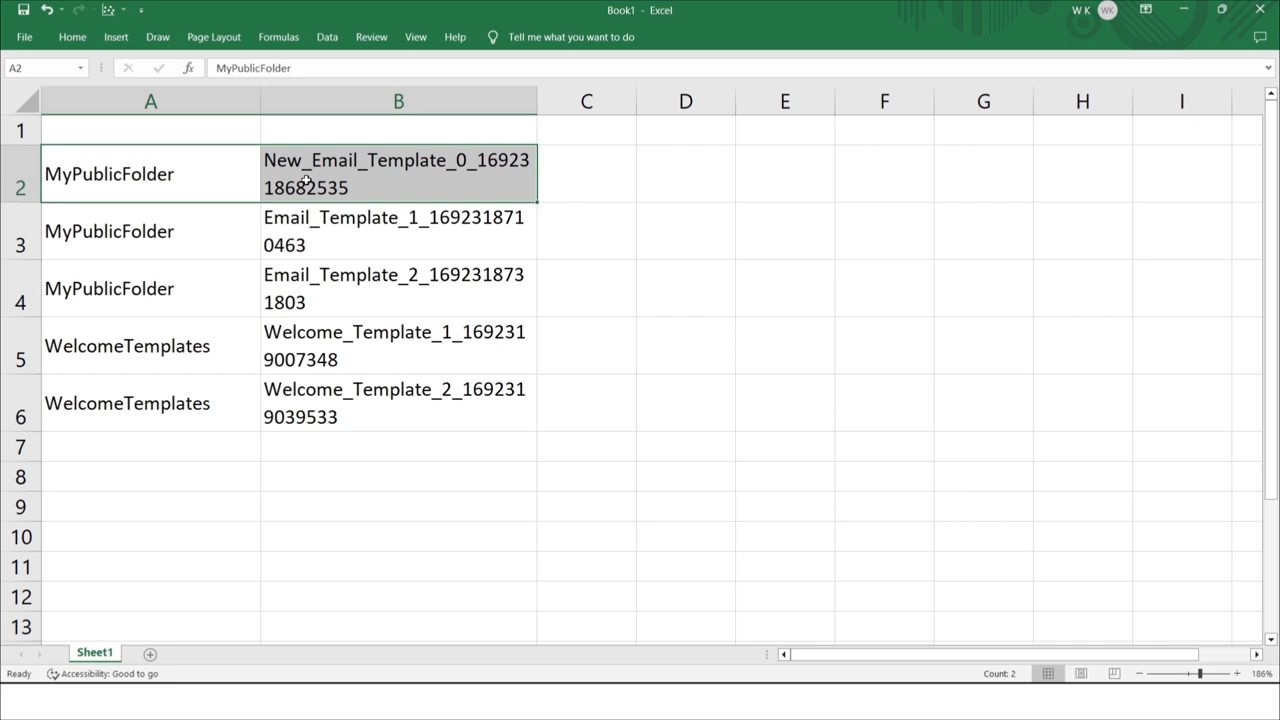 Book1 - Excel
W K WK
File Home Insert Draw Page Layout Formulas Data Review View Help Tell me what you want to do
A2 fx MyPublicFolder
A B C D E F G H I
1
2 MyPublicFolder New_Email_Template_0_16923
18682535
3 MyPublicFolder Email_Template_1_169231871
0463
4 MyPublicFolder Email_Template_2_169231873
1803
5 WelcomeTemplates Welcome_Template_1_169231
9007348
6 WelcomeTemplates Welcome_Template_2_169231
9039533
7
8
9
10
11
12
13
Sheet1
Ready Accessibility: Good to go Count: 2 186%